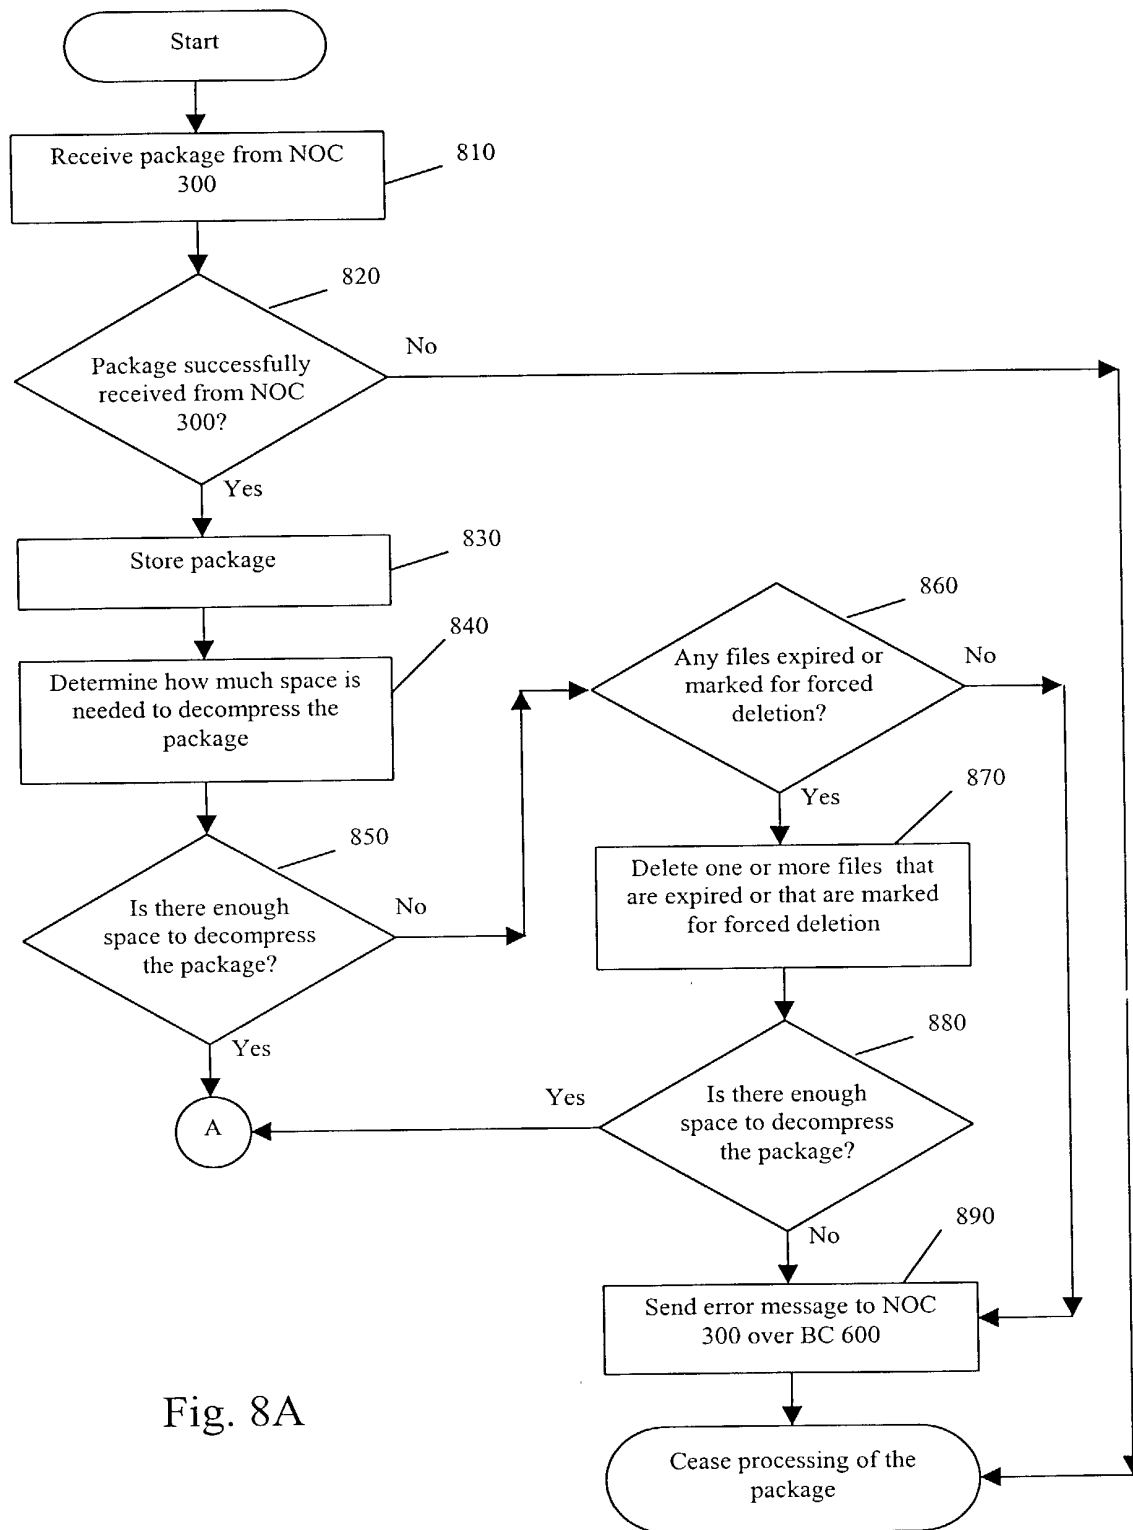 Start
Receive package from NOC
300
810
820
Package successfully
received from NOC
300?
No
Yes
Store package
830
840
Determine how much space is
needed to decompress the
package
850
Is there enough
space to decompress
the package?
No
Yes
A
860
Any files expired or
marked for forced
deletion?
No
Yes
870
Delete one or more files that
are expired or that are marked
for forced deletion
880
Is there enough
space to decompress
the package?
Yes
No
890
Send error message to NOC
300 over BC 600
Cease processing of the
package
Fig. 8A